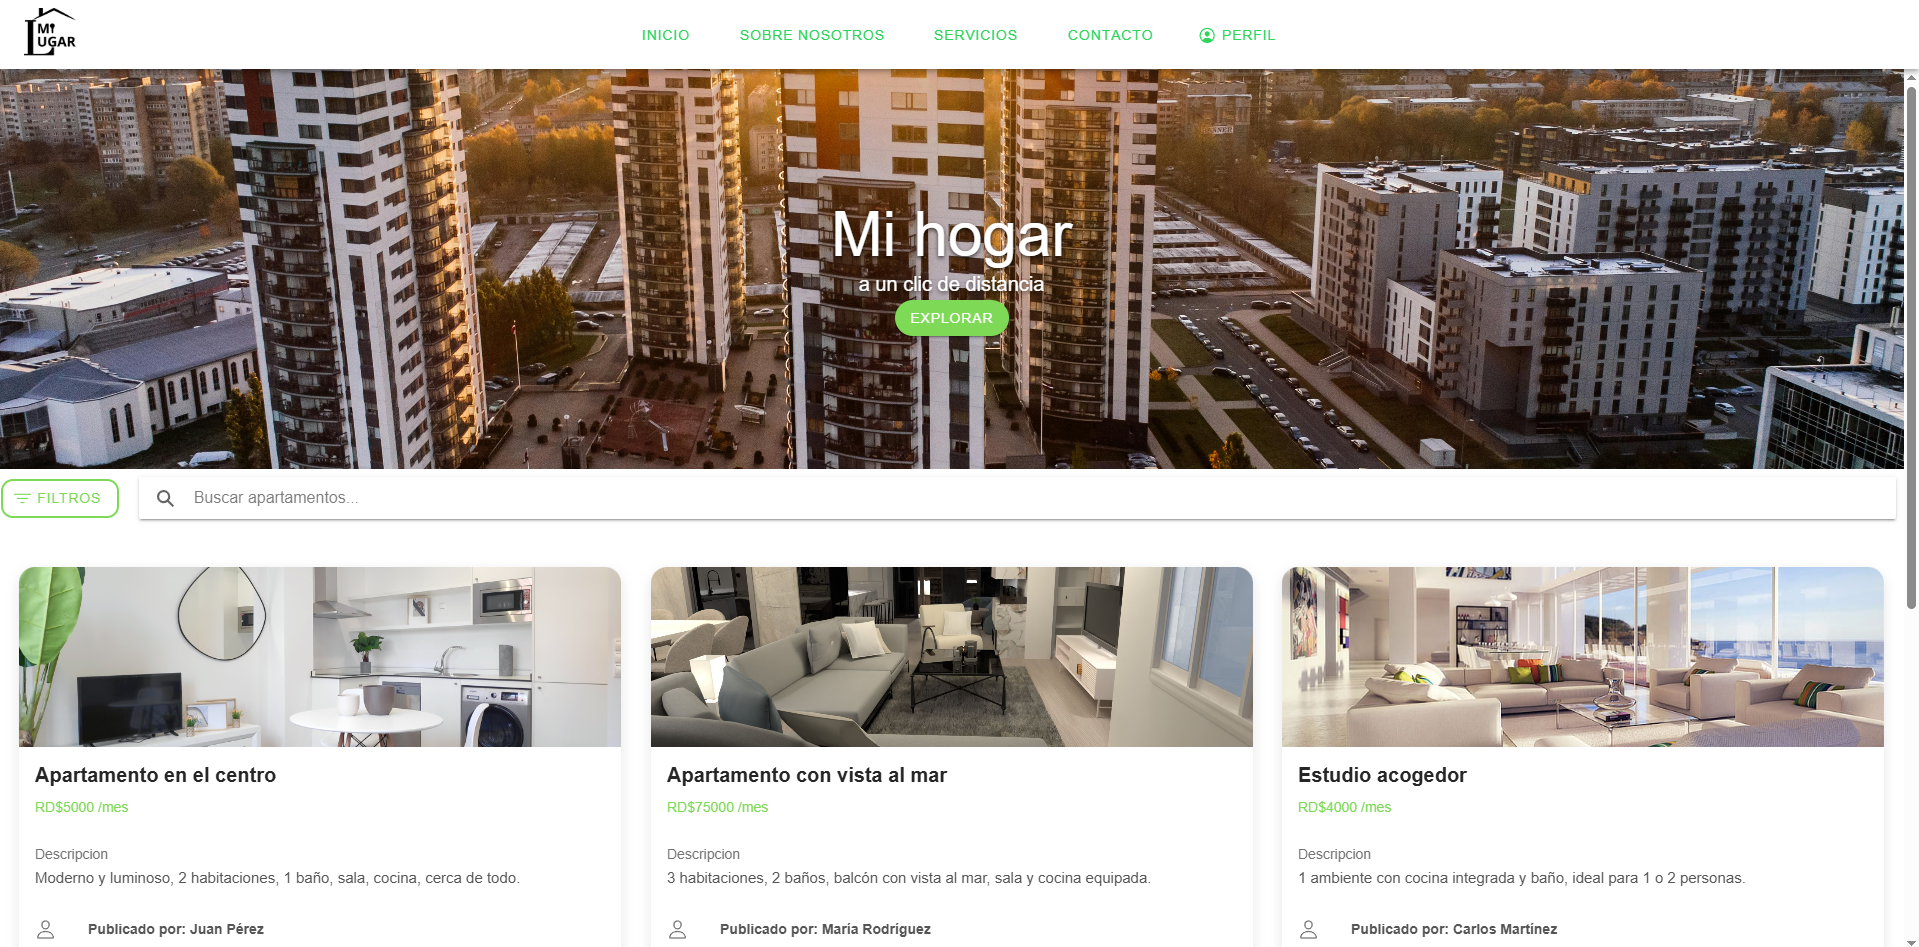 Mi
LUGAR
INICIO
SOBRE NOSOTROS
SERVICIOS
CONTACTO
PERFIL
Mi hogar
a un clic de distancia
EXPLORAR
FILTROS
Buscar apartamentos...
Apartamento en el centro
RD$5000 /mes
Descripcion
Moderno y luminoso, 2 habitaciones, 1 baño, sala, cocina, cerca de todo.
Publicado por: Juan Pérez
Apartamento con vista al mar
RD$75000 /mes
Descripcion
3 habitaciones, 2 baños, balcón con vista al mar, sala y cocina equipada.
Publicado por: María Rodríguez
Estudio acogedor
RD$4000 /mes
Descripcion
1 ambiente con cocina integrada y baño, ideal para 1 o 2 personas.
Publicado por: Carlos Martínez